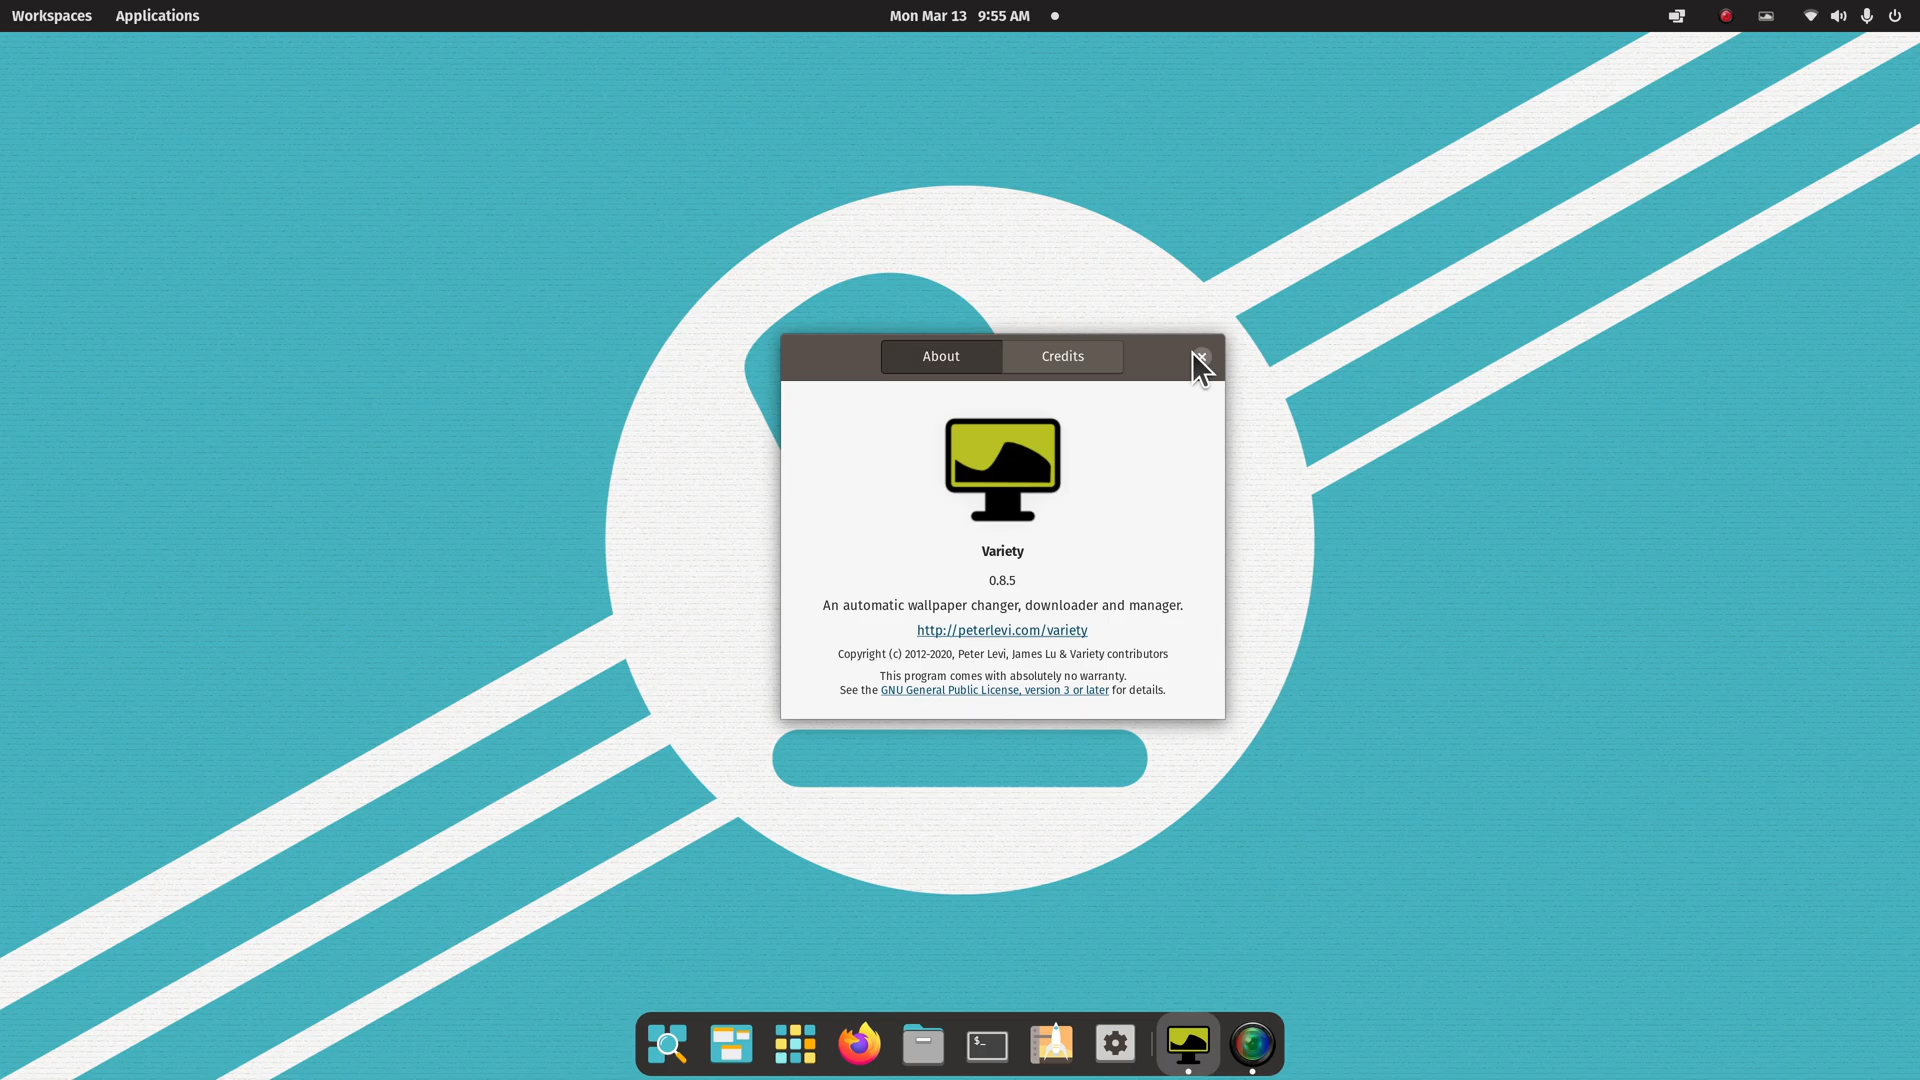 Workspaces Applications Mon Mar 13 9:55 AM
About Credits
Variety
0.8.5
An automatic wallpaper changer, downloader and manager.
http://peterlevi.com/variety
Copyright (c) 2012-2020, Peter Levi, James Lu & Variety contributors
This program comes with absolutely no warranty.
See the GNU General Public License, version 3 or later for details.
$_